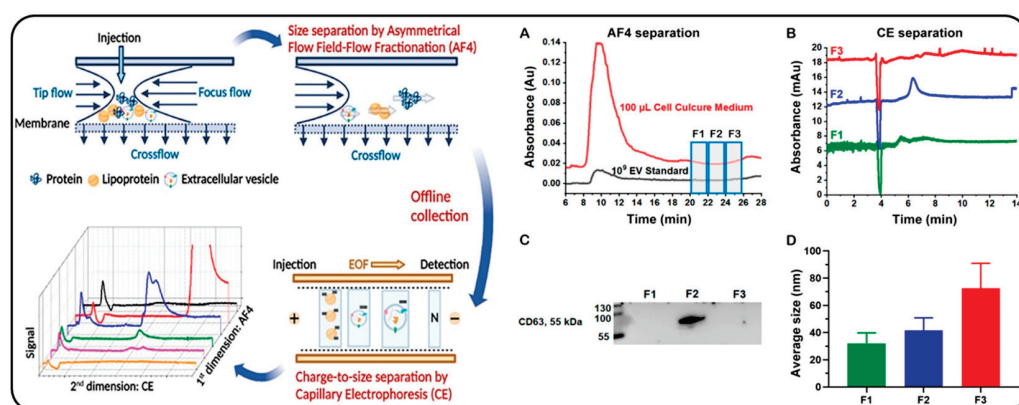 Injection
Size separation by Asymmetrical
Flow Field-Flow Fractionation (AF4)
Tip flow
Focus flow
Membrane
Crossflow
Crossflow
Protein
Lipoprotein
Extracellular vesicle
Offline
collection
Injection
EOF
Detection
+
N
-
Charge-to-size separation by
Capillary Electrophoresis (CE)
Signal
2nd dimension: CE
1st dimension: AF4
A
AF4 separation
Absorbance (Au)
0.14
0.12
0.10
0.08
0.06
0.04
0.02
0.00
100 µL Cell Culcure Medium
F1 F2 F3
10⁹ EV Standard
6 8 10 12 14 16 18 20 22 24 26 28
Time (min)
B
CE separation
Absorbance (mAu)
20
18
16
14
12
10
8
6
4
2
0
F3
F2
F1
0 2 4 6 8 10 12 14
Time (min)
C
F1 F2 F3
CD63, 55 kDa
130
100
55
D
Average size (nm)
100
80
60
40
20
0
F1 F2 F3